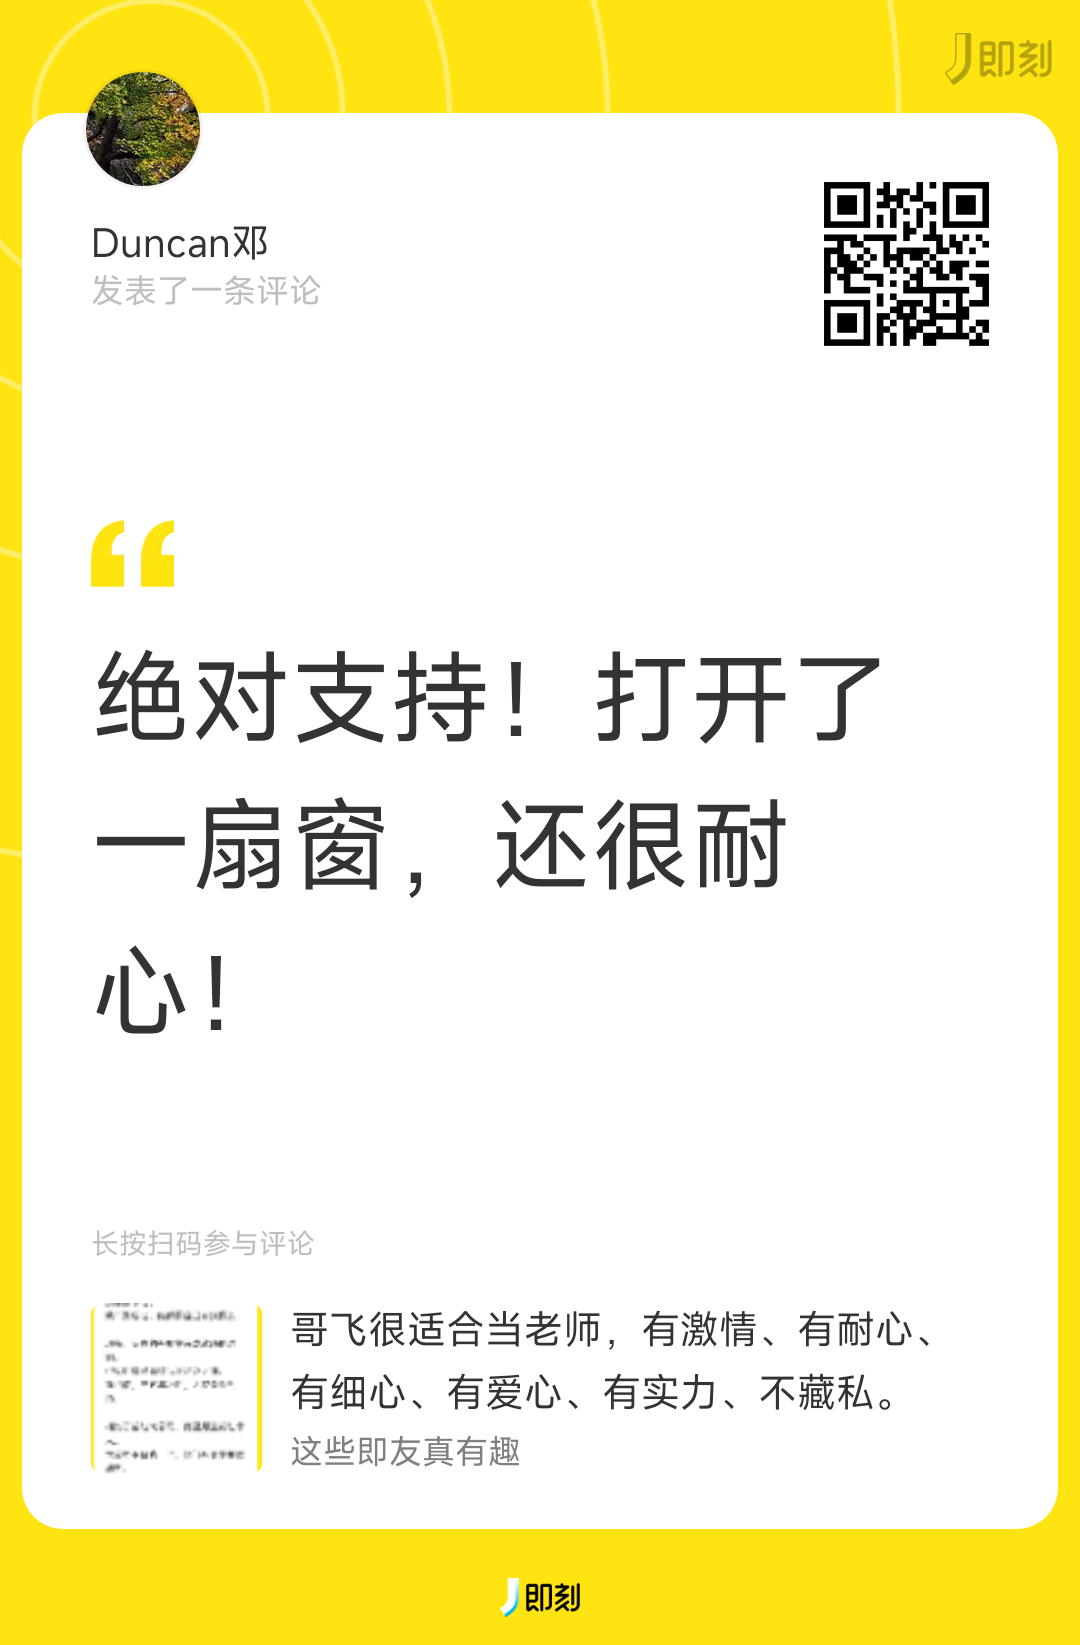 即刻
Duncan邓
发表了一条评论
绝对支持！打开了
一扇窗，还很耐
心！
长按扫码参与评论
哥飞很适合当老师，有激情、有耐心、
有细心、有爱心、有实力、不藏私。
这些即友真有趣
即刻